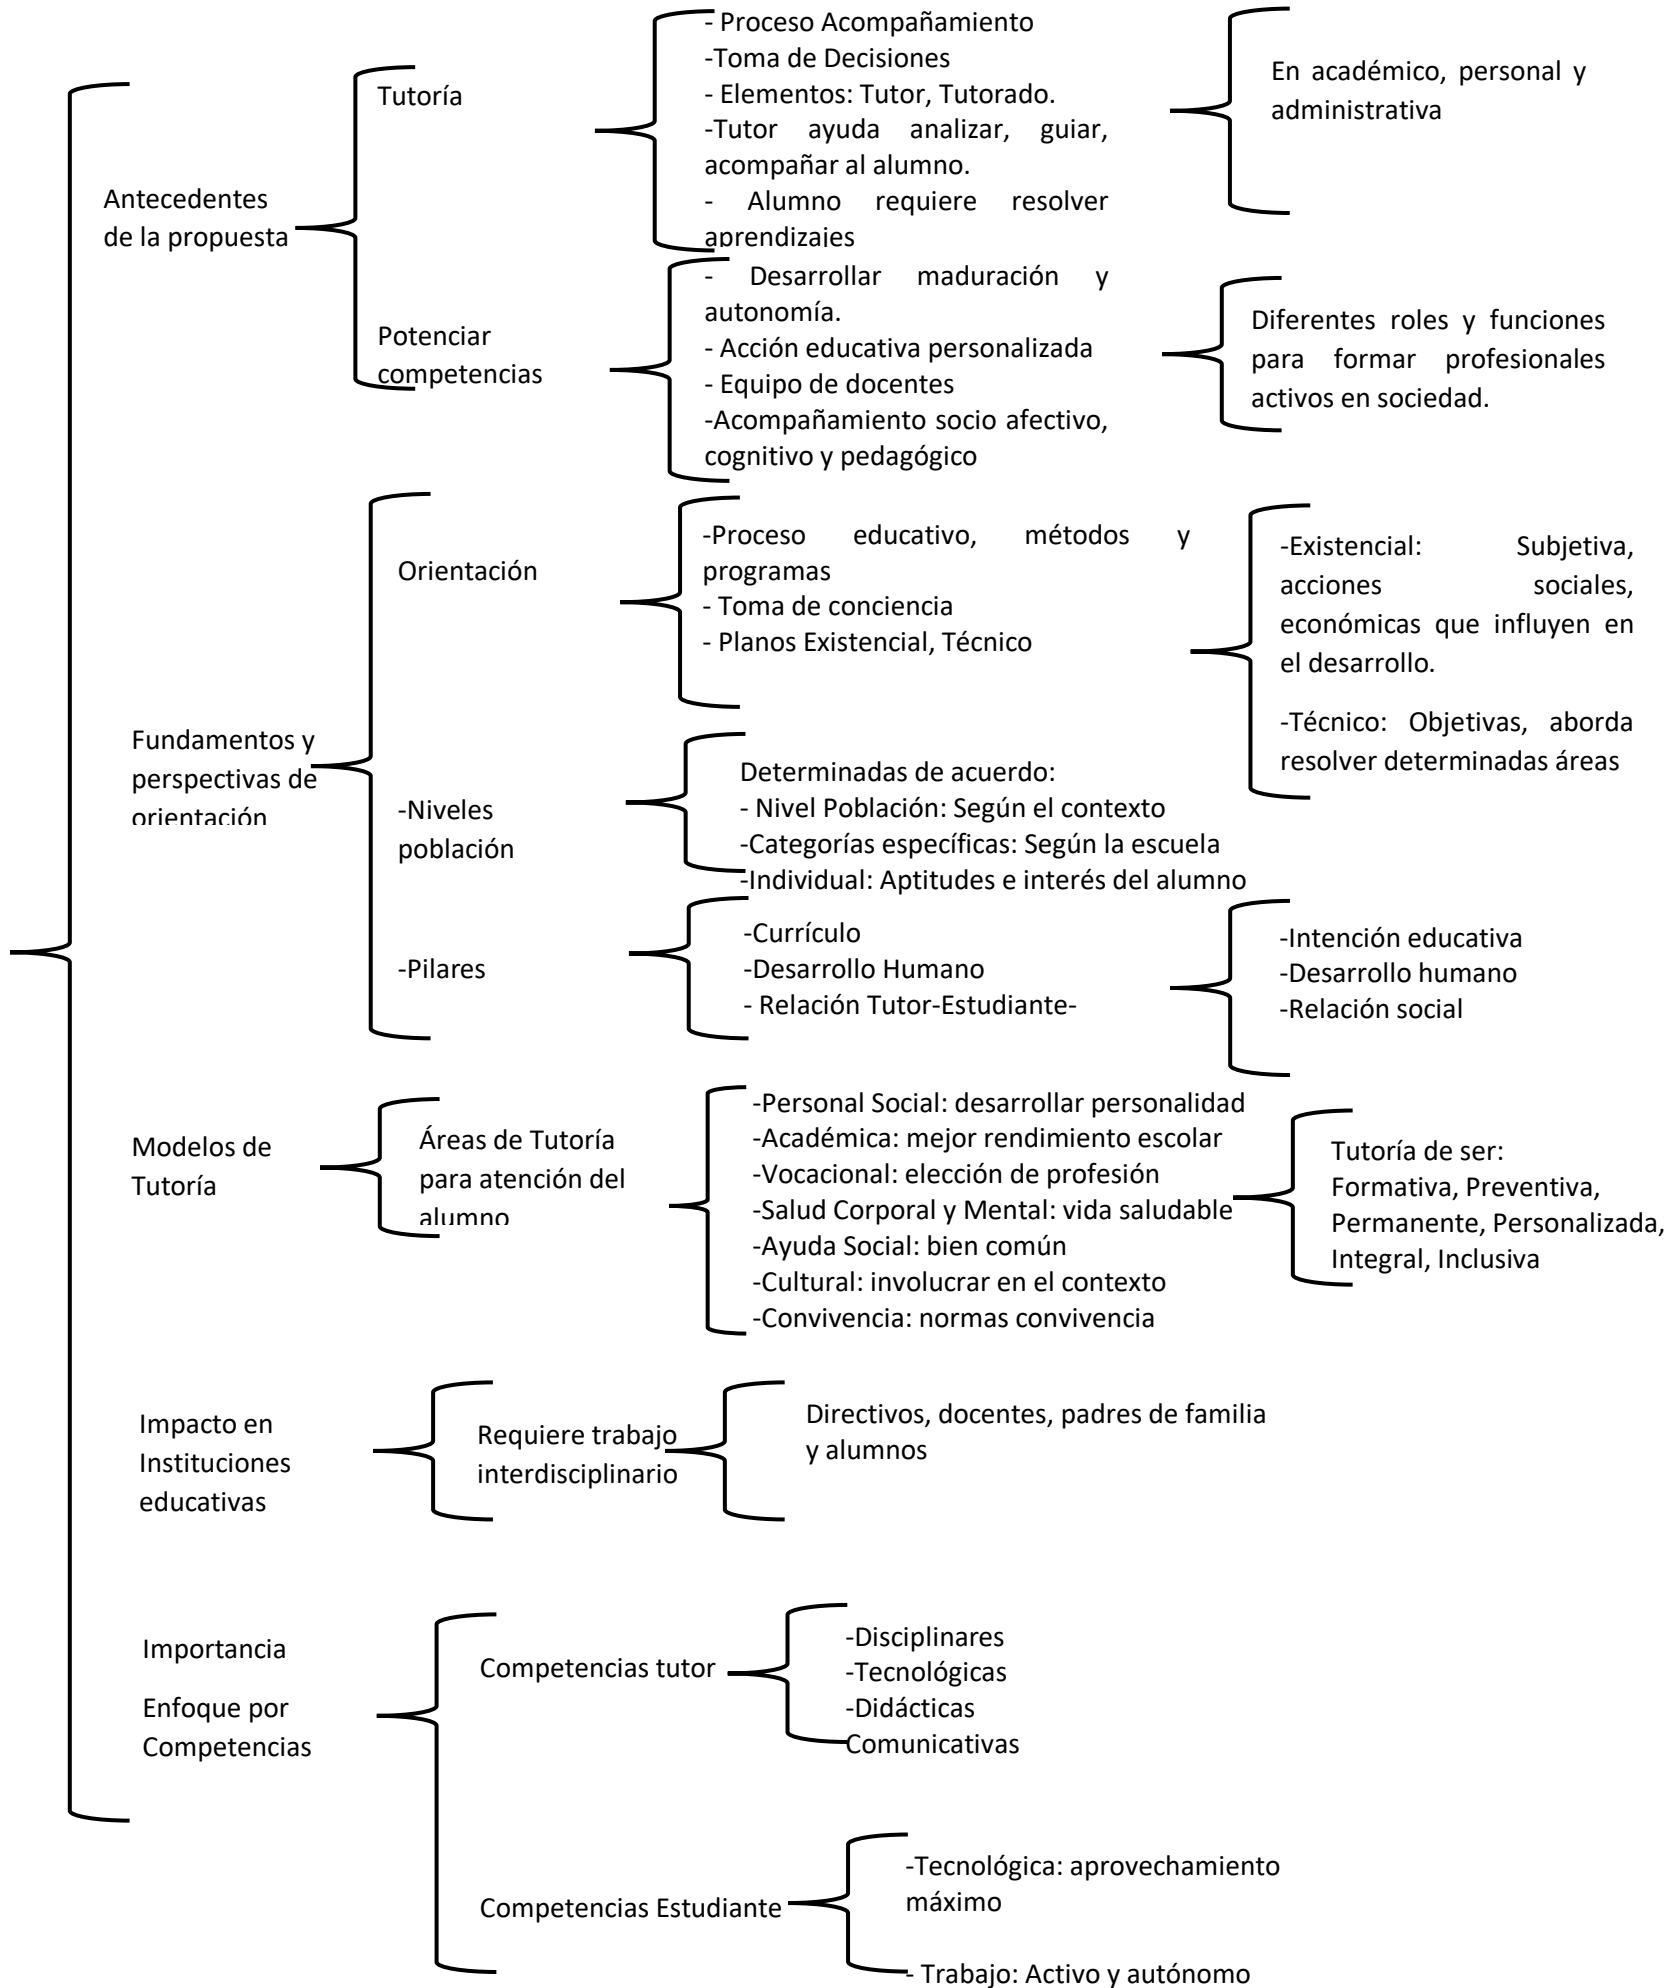 Antecedentes
de la propuesta
Tutoría
- Proceso Acompañamiento
-Toma de Decisiones
- Elementos: Tutor, Tutorado.
-Tutor ayuda analizar, guiar,
acompañar al alumno.
- Alumno requiere resolver
aprendizajes
En académico, personal y
administrativa
Potenciar
competencias
- Desarrollar maduración y
autonomía.
- Acción educativa personalizada
- Equipo de docentes
-Acompañamiento socio afectivo,
cognitivo y pedagógico
Diferentes roles y funciones
para formar profesionales
activos en sociedad.
Fundamentos y
perspectivas de
orientación
Orientación
-Proceso educativo, métodos y
programas
- Toma de conciencia
- Planos Existencial, Técnico
-Existencial: Subjetiva,
acciones sociales,
económicas que influyen en
el desarrollo.
-Técnico: Objetivas, aborda
resolver determinadas áreas
-Niveles
población
Determinadas de acuerdo:
- Nivel Población: Según el contexto
-Categorías específicas: Según la escuela
-Individual: Aptitudes e interés del alumno
-Pilares
-Currículo
-Desarrollo Humano
- Relación Tutor-Estudiante-
-Intención educativa
-Desarrollo humano
-Relación social
Modelos de
Tutoría
Áreas de Tutoría
para atención del
alumno
-Personal Social: desarrollar personalidad
-Académica: mejor rendimiento escolar
-Vocacional: elección de profesión
-Salud Corporal y Mental: vida saludable
-Ayuda Social: bien común
-Cultural: involucrar en el contexto
-Convivencia: normas convivencia
Tutoría de ser:
Formativa, Preventiva,
Permanente, Personalizada,
Integral, Inclusiva
Impacto en
Instituciones
educativas
Requiere trabajo
interdisciplinario
Directivos, docentes, padres de familia
y alumnos
Importancia
Enfoque por
Competencias
Competencias tutor
-Disciplinares
-Tecnológicas
-Didácticas
Comunicativas
Competencias Estudiante
-Tecnológica: aprovechamiento
máximo
- Trabajo: Activo y autónomo